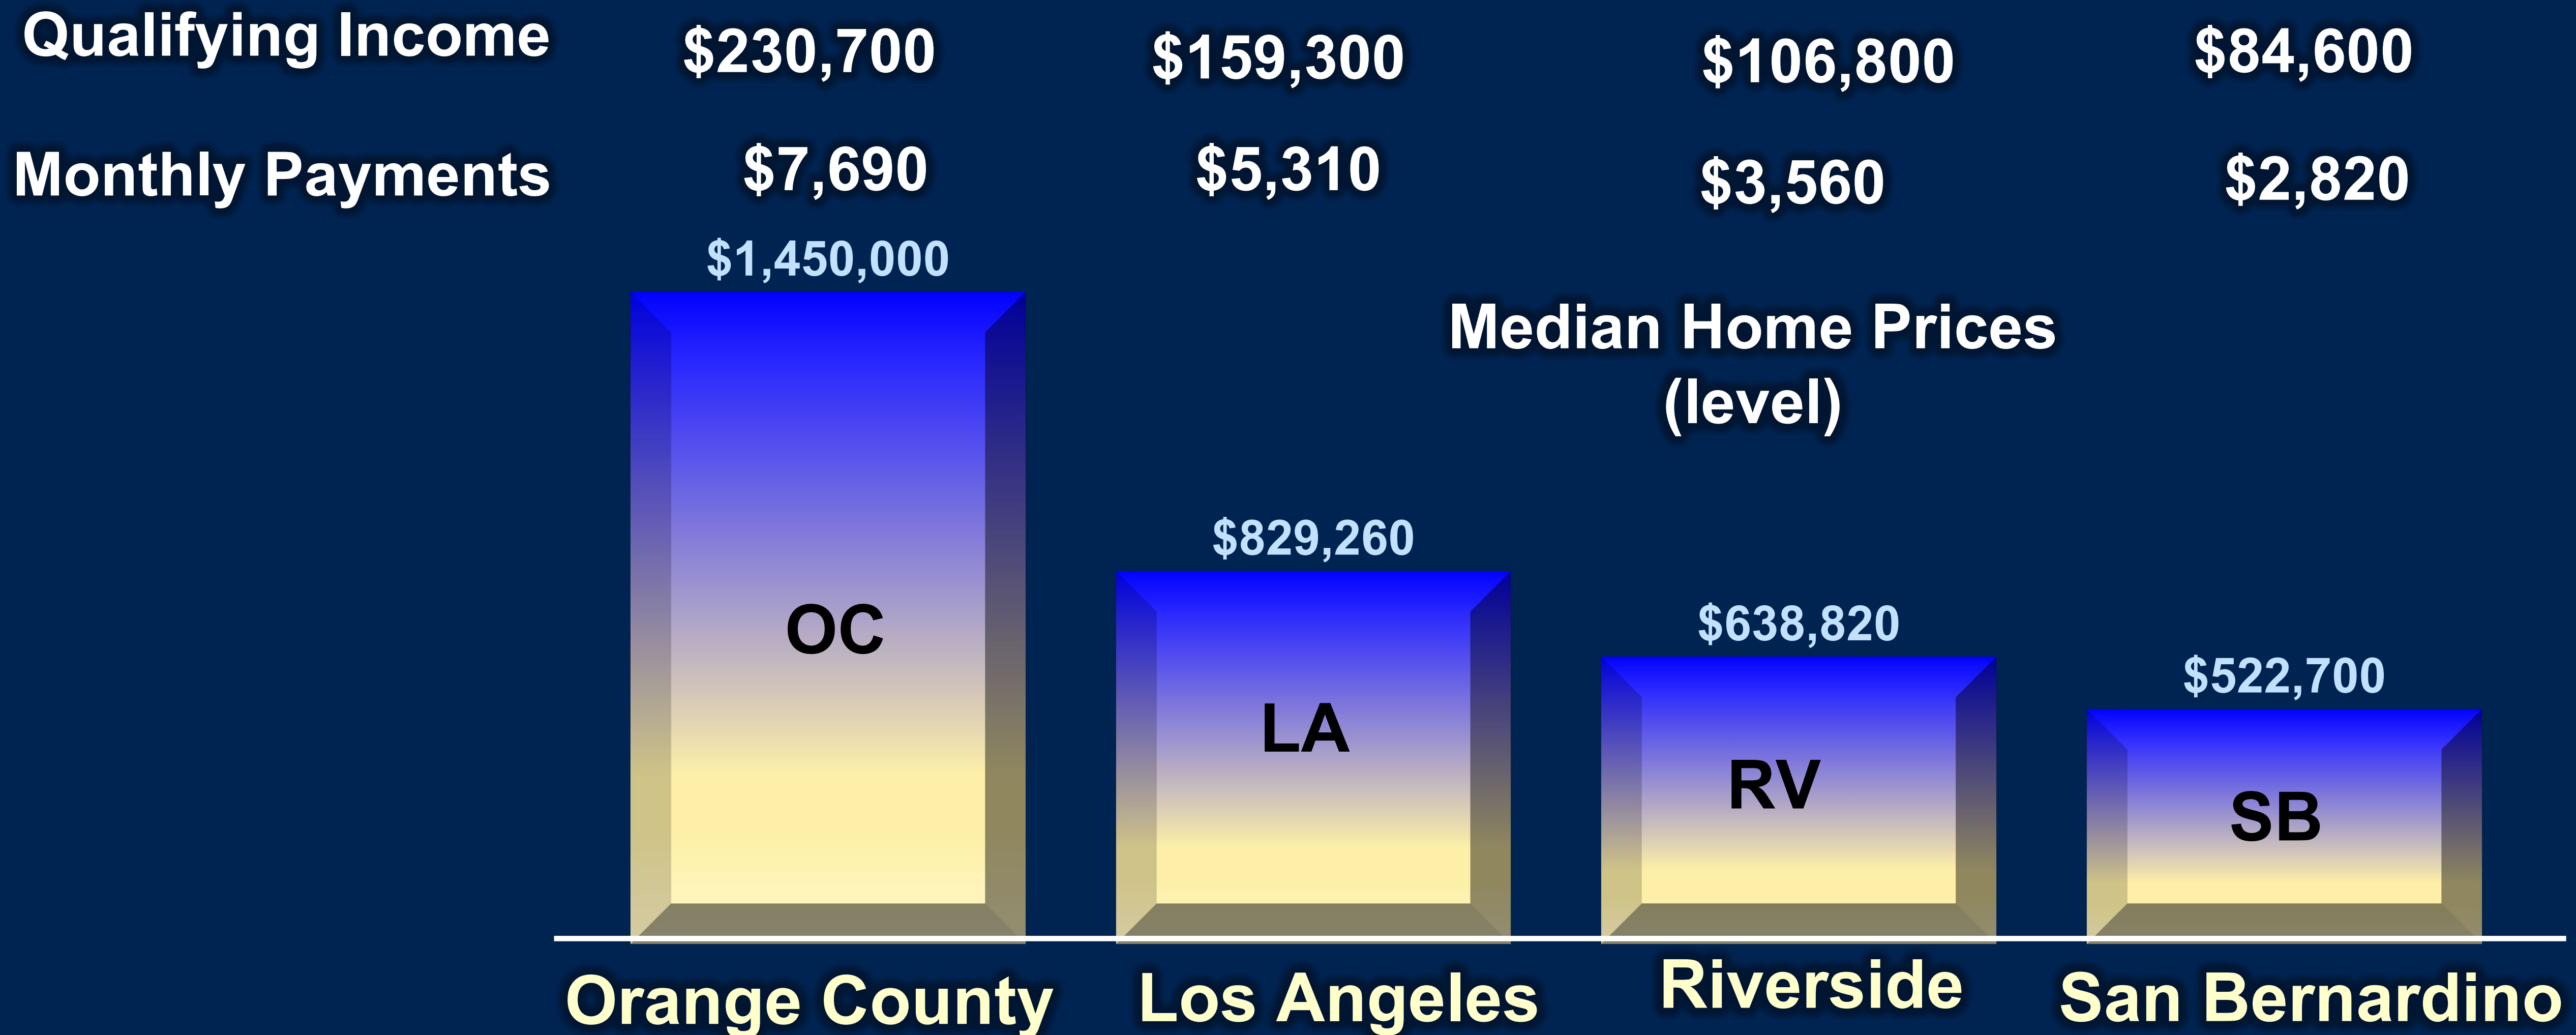 Qualifying Income $230,700 $159,300 $106,800 $84,600
Monthly Payments $7,690 $5,310 $3,560 $2,820
$1,450,000
Median Home Prices
(level)
$829,260
$638,820
$522,700
OC
LA
RV
SB
Orange County Los Angeles Riverside San Bernardino